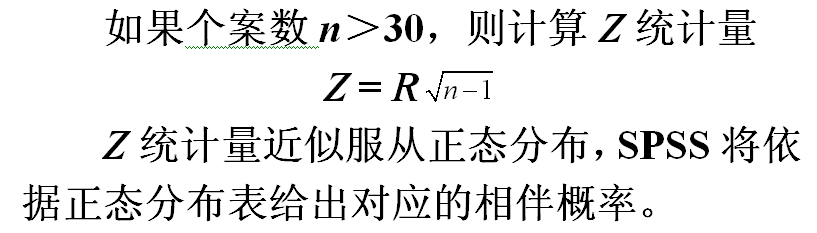 如果个案数n＞30，则计算 Z 统计量
Z = R√n−1
Z 统计量近似服从正态分布，SPSS 将依
据正态分布表给出对应的相伴概率。